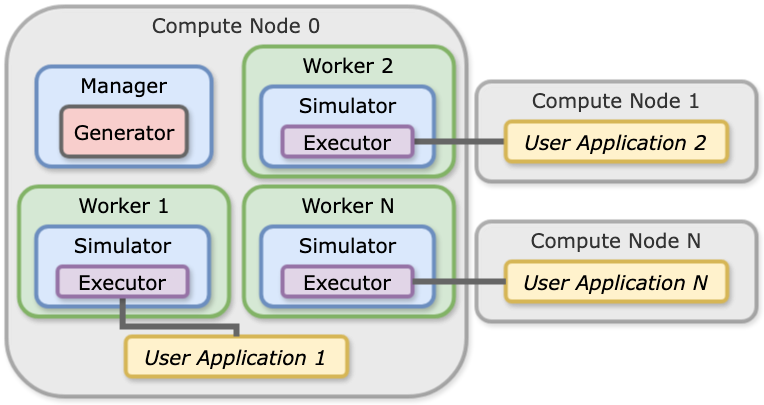 Compute Node 0
Manager
Generator
Worker 2
Simulator
Executor
Compute Node 1
User Application 2
Worker 1
Simulator
Executor
Worker N
Simulator
Executor
Compute Node N
User Application N
User Application 1